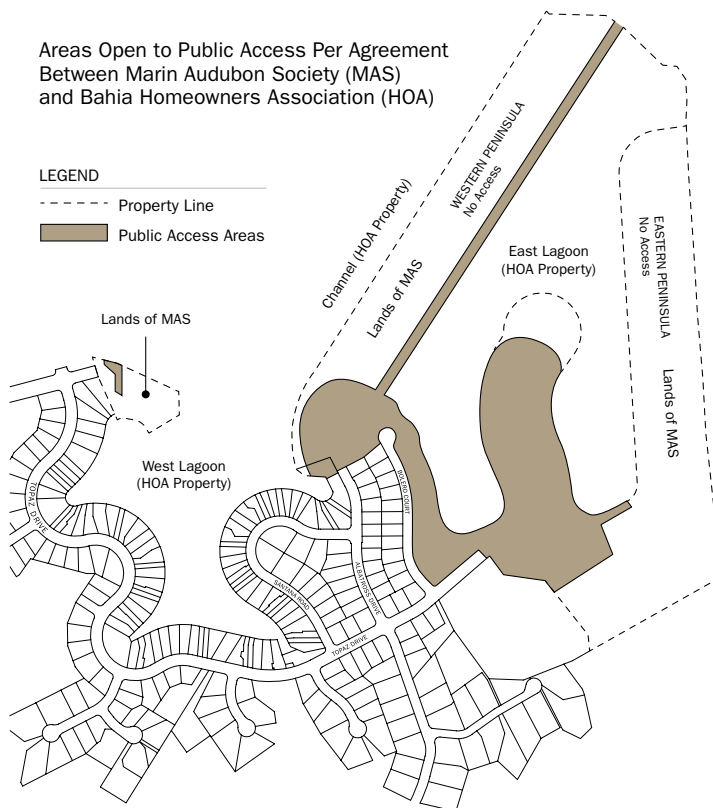 Areas Open to Public Access Per Agreement
Between Marin Audubon Society (MAS)
and Bahia Homeowners Association (HOA)
LEGEND
Property Line
Public Access Areas
Channel (HOA Property)
Lands of MAS
WESTERN PENINSULA
No Access
East Lagoon
(HOA Property)
EASTERN PENINSULA
No Access
Lands of MAS
Lands of MAS
West Lagoon
(HOA Property)
TOPAZ DRIVE
BOLERO COURT
ALBATROSS DRIVE
SANTANA ROAD
TOPAZ DRIVE